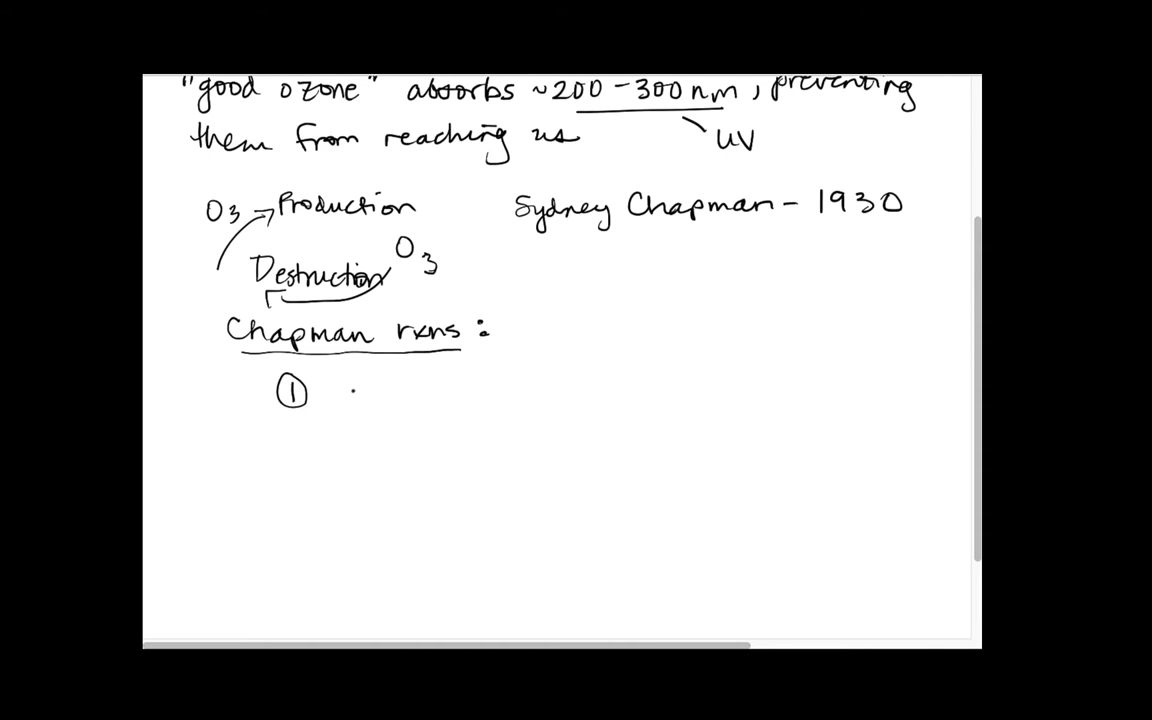 "good ozone" absorbs ~200-300 nm, preventing
them from reaching us
UV
O3 → Production
Sydney Chapman - 1930
Destruction O3
Chapman rxns:
①